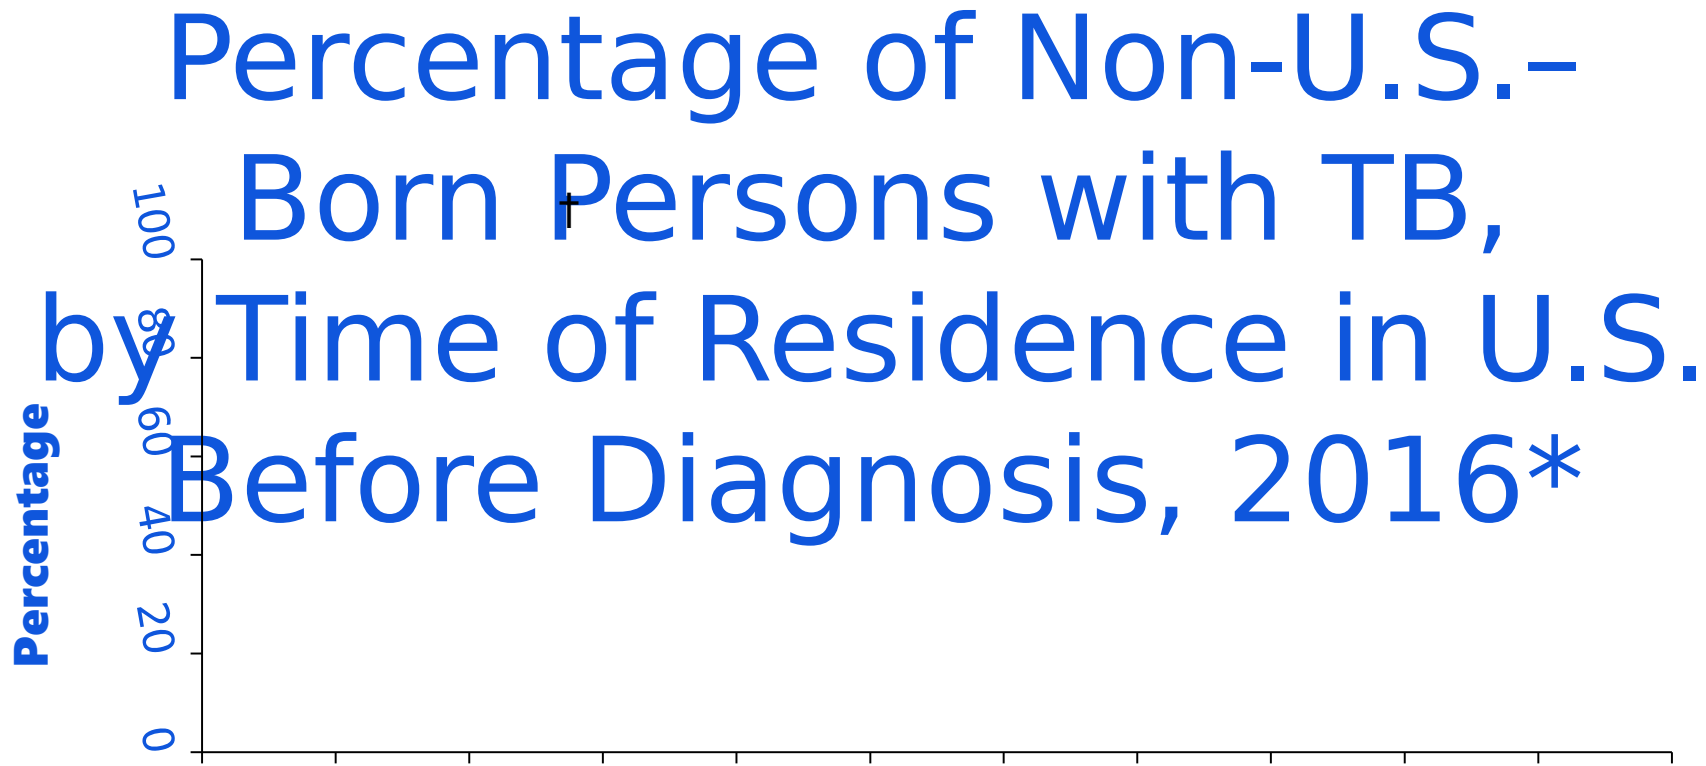 Percentage of Non-U.S.–
Born Persons with TB,
†
by Time of Residence in U.S.
Before Diagnosis, 2016*
Percentage
100
80
60
40
20
0